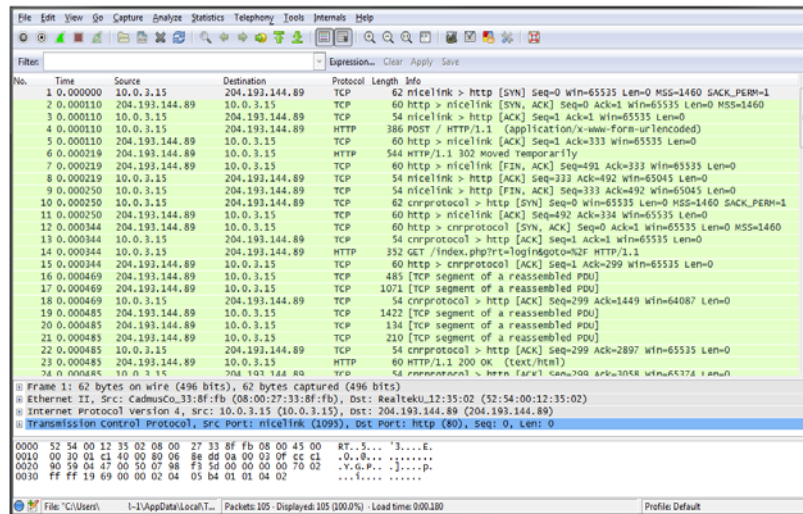 File Edit View Go Capture Analyze Statistics Telephony Tools Internals Help
Filter: Expression... Clear Apply Save
No. Time Source Destination Protocol Length Info
1 0.000000 10.0.3.15 204.193.144.89 TCP 62 nicelink > http [SYN] Seq=0 Win=65535 Len=0 MSS=1460 SACK_PERM=1
2 0.000110 204.193.144.89 10.0.3.15 TCP 60 http > nicelink [SYN, ACK] Seq=0 Ack=1 Win=65535 Len=0 MSS=1460
3 0.000110 10.0.3.15 204.193.144.89 TCP 54 nicelink > http [ACK] Seq=1 Ack=1 Win=65535 Len=0
4 0.000110 10.0.3.15 204.193.144.89 HTTP 386 POST / HTTP/1.1 (application/x-www-form-urlencoded)
5 0.000110 204.193.144.89 10.0.3.15 TCP 60 http > nicelink [ACK] Seq=1 Ack=333 Win=65535 Len=0
6 0.000219 204.193.144.89 10.0.3.15 HTTP 544 HTTP/1.1 302 Moved Temporarily
7 0.000219 204.193.144.89 10.0.3.15 TCP 60 http > nicelink [FIN, ACK] Seq=491 Ack=333 Win=65535 Len=0
8 0.000219 10.0.3.15 204.193.144.89 TCP 54 nicelink > http [ACK] Seq=333 Ack=492 Win=65045 Len=0
9 0.000250 10.0.3.15 204.193.144.89 TCP 54 nicelink > http [FIN, ACK] Seq=333 Ack=492 Win=65045 Len=0
10 0.000250 10.0.3.15 204.193.144.89 TCP 62 cnrprotocol > http [SYN] Seq=0 Win=65535 Len=0 MSS=1460 SACK_PERM=1
11 0.000250 204.193.144.89 10.0.3.15 TCP 60 http > nicelink [ACK] Seq=492 Ack=334 Win=65535 Len=0
12 0.000344 204.193.144.89 10.0.3.15 TCP 60 http > cnrprotocol [SYN, ACK] Seq=0 Ack=1 Win=65535 Len=0 MSS=1460
13 0.000344 10.0.3.15 204.193.144.89 TCP 54 cnrprotocol > http [ACK] Seq=1 Ack=1 Win=65535 Len=0
14 0.000344 10.0.3.15 204.193.144.89 HTTP 352 GET /index.php?rt=login&goto=%2F HTTP/1.1
15 0.000344 204.193.144.89 10.0.3.15 TCP 60 http > cnrprotocol [ACK] Seq=1 Ack=299 Win=65535 Len=0
16 0.000469 204.193.144.89 10.0.3.15 TCP 485 [TCP segment of a reassembled PDU]
17 0.000469 204.193.144.89 10.0.3.15 TCP 1071 [TCP segment of a reassembled PDU]
18 0.000469 10.0.3.15 204.193.144.89 TCP 54 cnrprotocol > http [ACK] Seq=299 Ack=1449 Win=64087 Len=0
19 0.000485 204.193.144.89 10.0.3.15 TCP 1422 [TCP segment of a reassembled PDU]
20 0.000485 204.193.144.89 10.0.3.15 TCP 134 [TCP segment of a reassembled PDU]
21 0.000485 204.193.144.89 10.0.3.15 TCP 210 [TCP segment of a reassembled PDU]
22 0.000485 10.0.3.15 204.193.144.89 TCP 54 cnrprotocol > http [ACK] Seq=299 Ack=2897 Win=65535 Len=0
23 0.000485 204.193.144.89 10.0.3.15 HTTP 60 HTTP/1.1 200 OK (text/html)
24 0.000485 10.0.3.15 204.193.144.89 TCP 54 cnrprotocol > http [ACK] Seq=299 Ack=3058 Win=65374 Len=0
Frame 1: 62 bytes on wire (496 bits), 62 bytes captured (496 bits)
Ethernet II, Src: CadmusCo_33:8f:fb (08:00:27:33:8f:fb), Dst: RealtekU_12:35:02 (52:54:00:12:35:02)
Internet Protocol Version 4, Src: 10.0.3.15 (10.0.3.15), Dst: 204.193.144.89 (204.193.144.89)
Transmission Control Protocol, Src Port: nicelink (1095), Dst Port: http (80), Seq: 0, Len: 0
0000 52 54 00 12 35 02 08 00 27 33 8f fb 08 00 45 00 RT..5... '3....E.
0010 00 30 01 c1 40 00 80 06 8e dd 0a 00 03 0f cc c1 .0..@... ........
0020 90 59 04 47 00 50 07 98 f3 5d 00 00 00 00 70 02 .Y.G.P.. .]....p.
0030 ff ff 19 69 00 00 02 04 05 b4 01 01 04 02 ...i.... ......
File: "C:\Users\ I~1\AppData\Local\T... Packets: 105 · Displayed: 105 (100.0%) · Load time: 0:00.180 Profile: Default